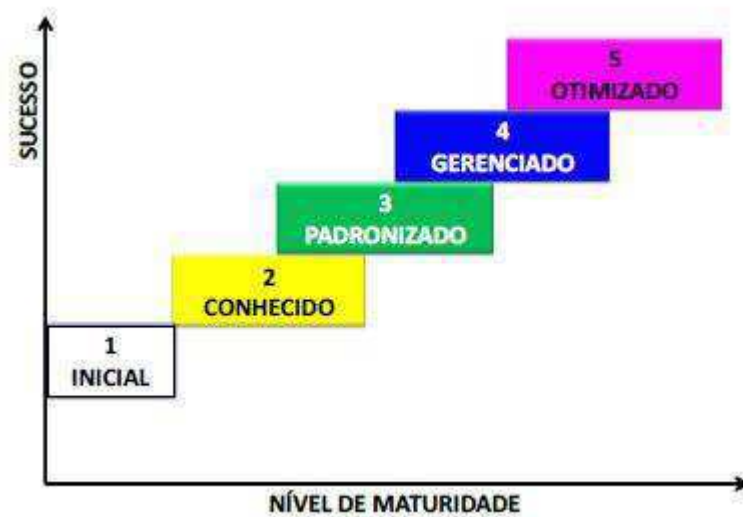 SUCESSO
5
OTIMIZADO
4
GERENCIADO
3
PADRONIZADO
2
CONHECIDO
1
INICIAL
NÍVEL DE MATURIDADE